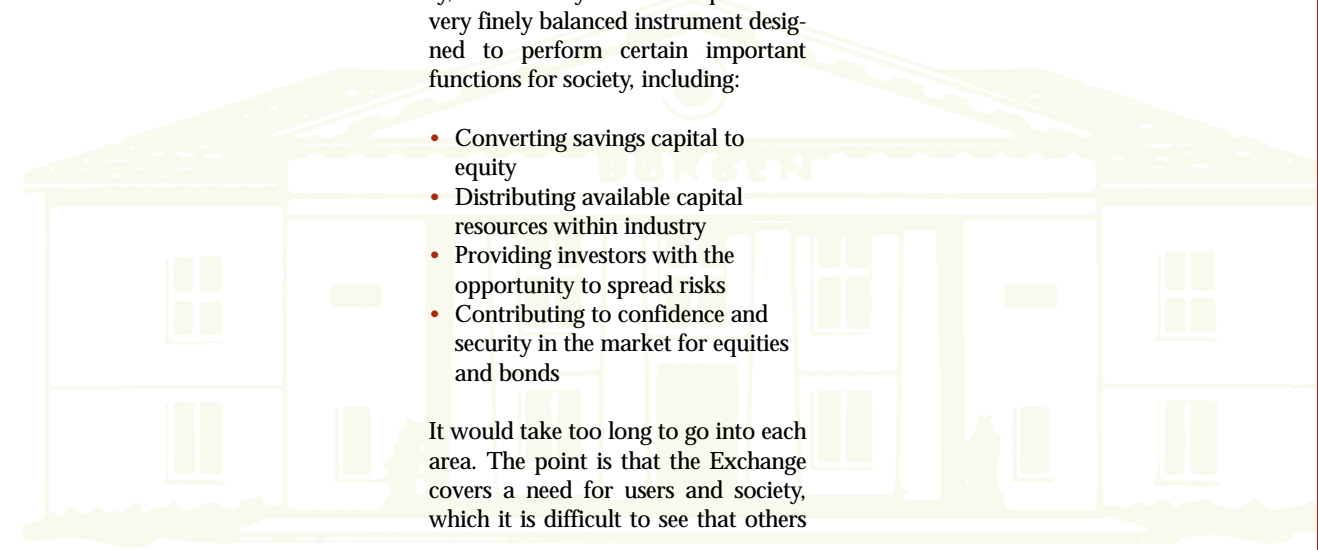 very finely balanced instrument desig-
ned to perform certain important
functions for society, including:
• Converting savings capital to
equity
• Distributing available capital
resources within industry
• Providing investors with the
opportunity to spread risks
• Contributing to confidence and
security in the market for equities
and bonds
It would take too long to go into each
area. The point is that the Exchange
covers a need for users and society,
which it is difficult to see that others
BØRSEN